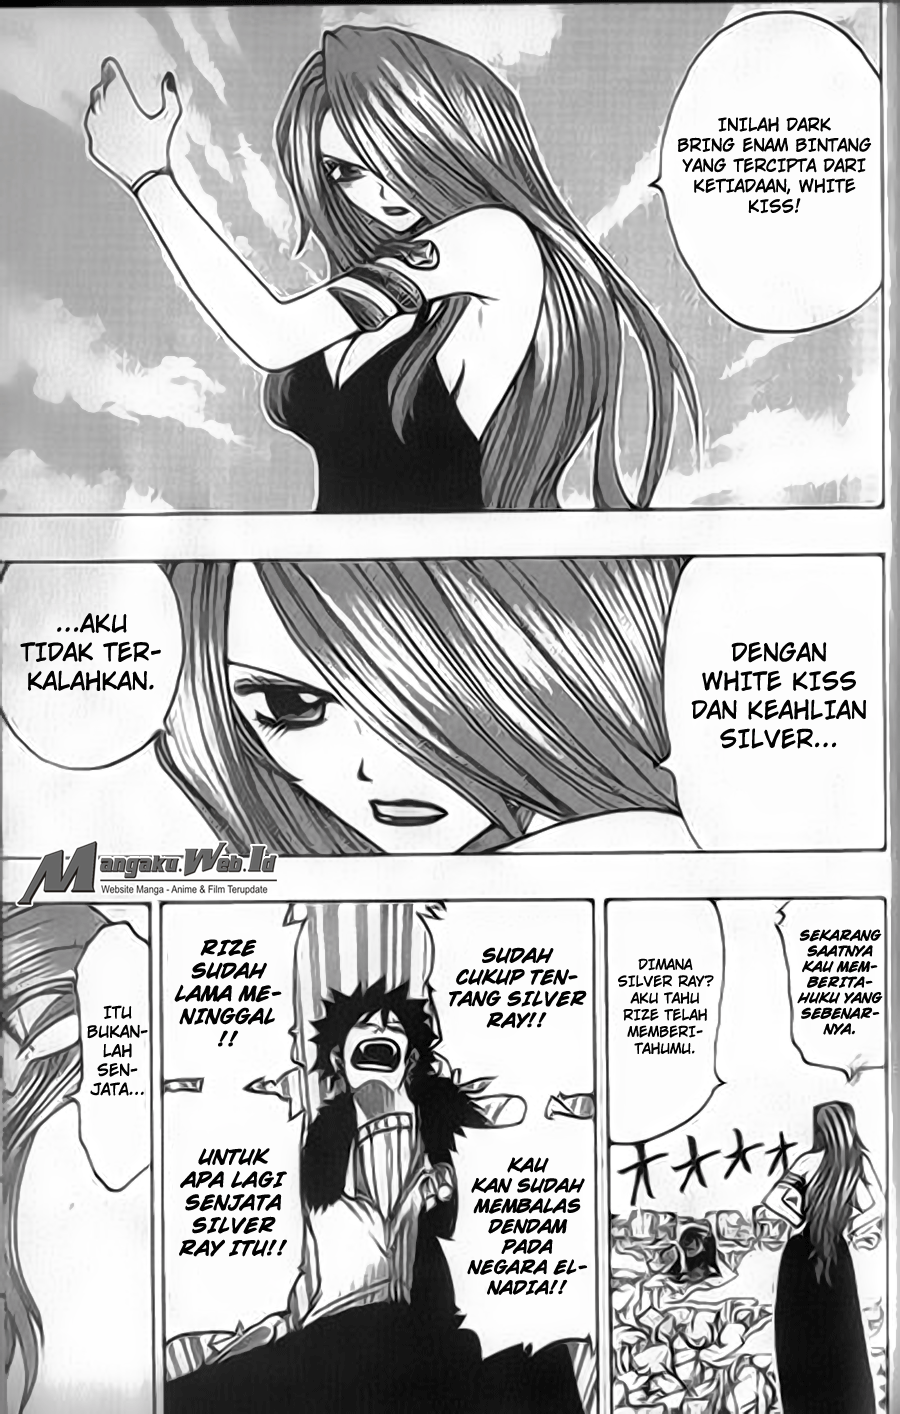 INILAH DARK
BRING ENAM BINTANG
YANG TERCIPTA DARI
KETIADAAN, WHITE
KISS!
DENGAN
WHITE KISS
DAN KEAHLIAN
SILVER...
...AKU
TIDAK TER-
KALAHKAN.
Mangaku.Web.Id
Website Manga - Anime & Film Terupdate
SEKARANG
SAATNYA
KAU MEM-
BERITA-
HUKU YANG
SEBENAR-
NYA.
DIMANA
SILVER RAY?
AKU TAHU
RIZE TELAH
MEMBERI-
TAHUMU.
SUDAH
CUKUP TEN-
TANG SILVER
RAY!!
RIZE
SUDAH
LAMA ME-
NINGGAL
!!
KAU
KAN SUDAH
MEMBALAS
DENDAM
PADA
NEGARA EL-
NADIA!!
UNTUK
APA LAGI
SENJATA
SILVER
RAY ITU!!
ITU
BUKAN-
LAH
SEN-
JATA...